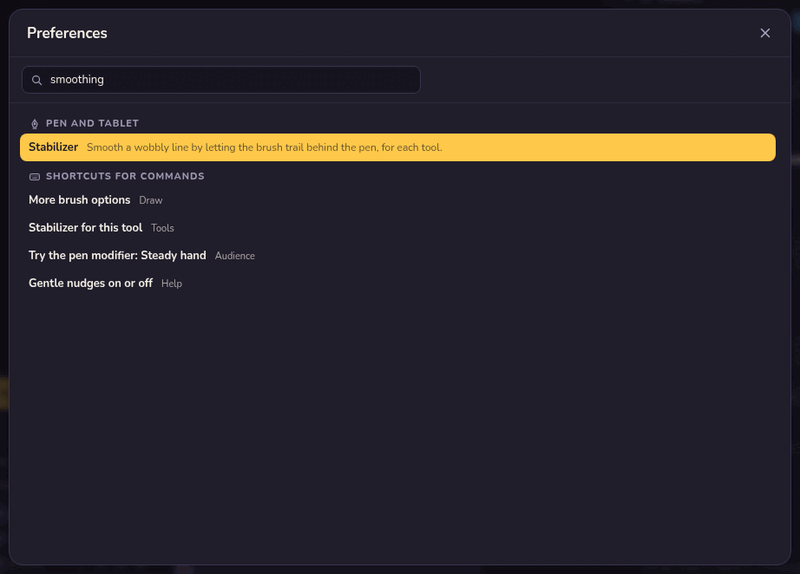 Preferences
smoothing
PEN AND TABLET
Stabilizer Smooth a wobbly line by letting the brush trail behind the pen, for each tool.
SHORTCUTS FOR COMMANDS
More brush options Draw
Stabilizer for this tool Tools
Try the pen modifier: Steady hand Audience
Gentle nudges on or off Help